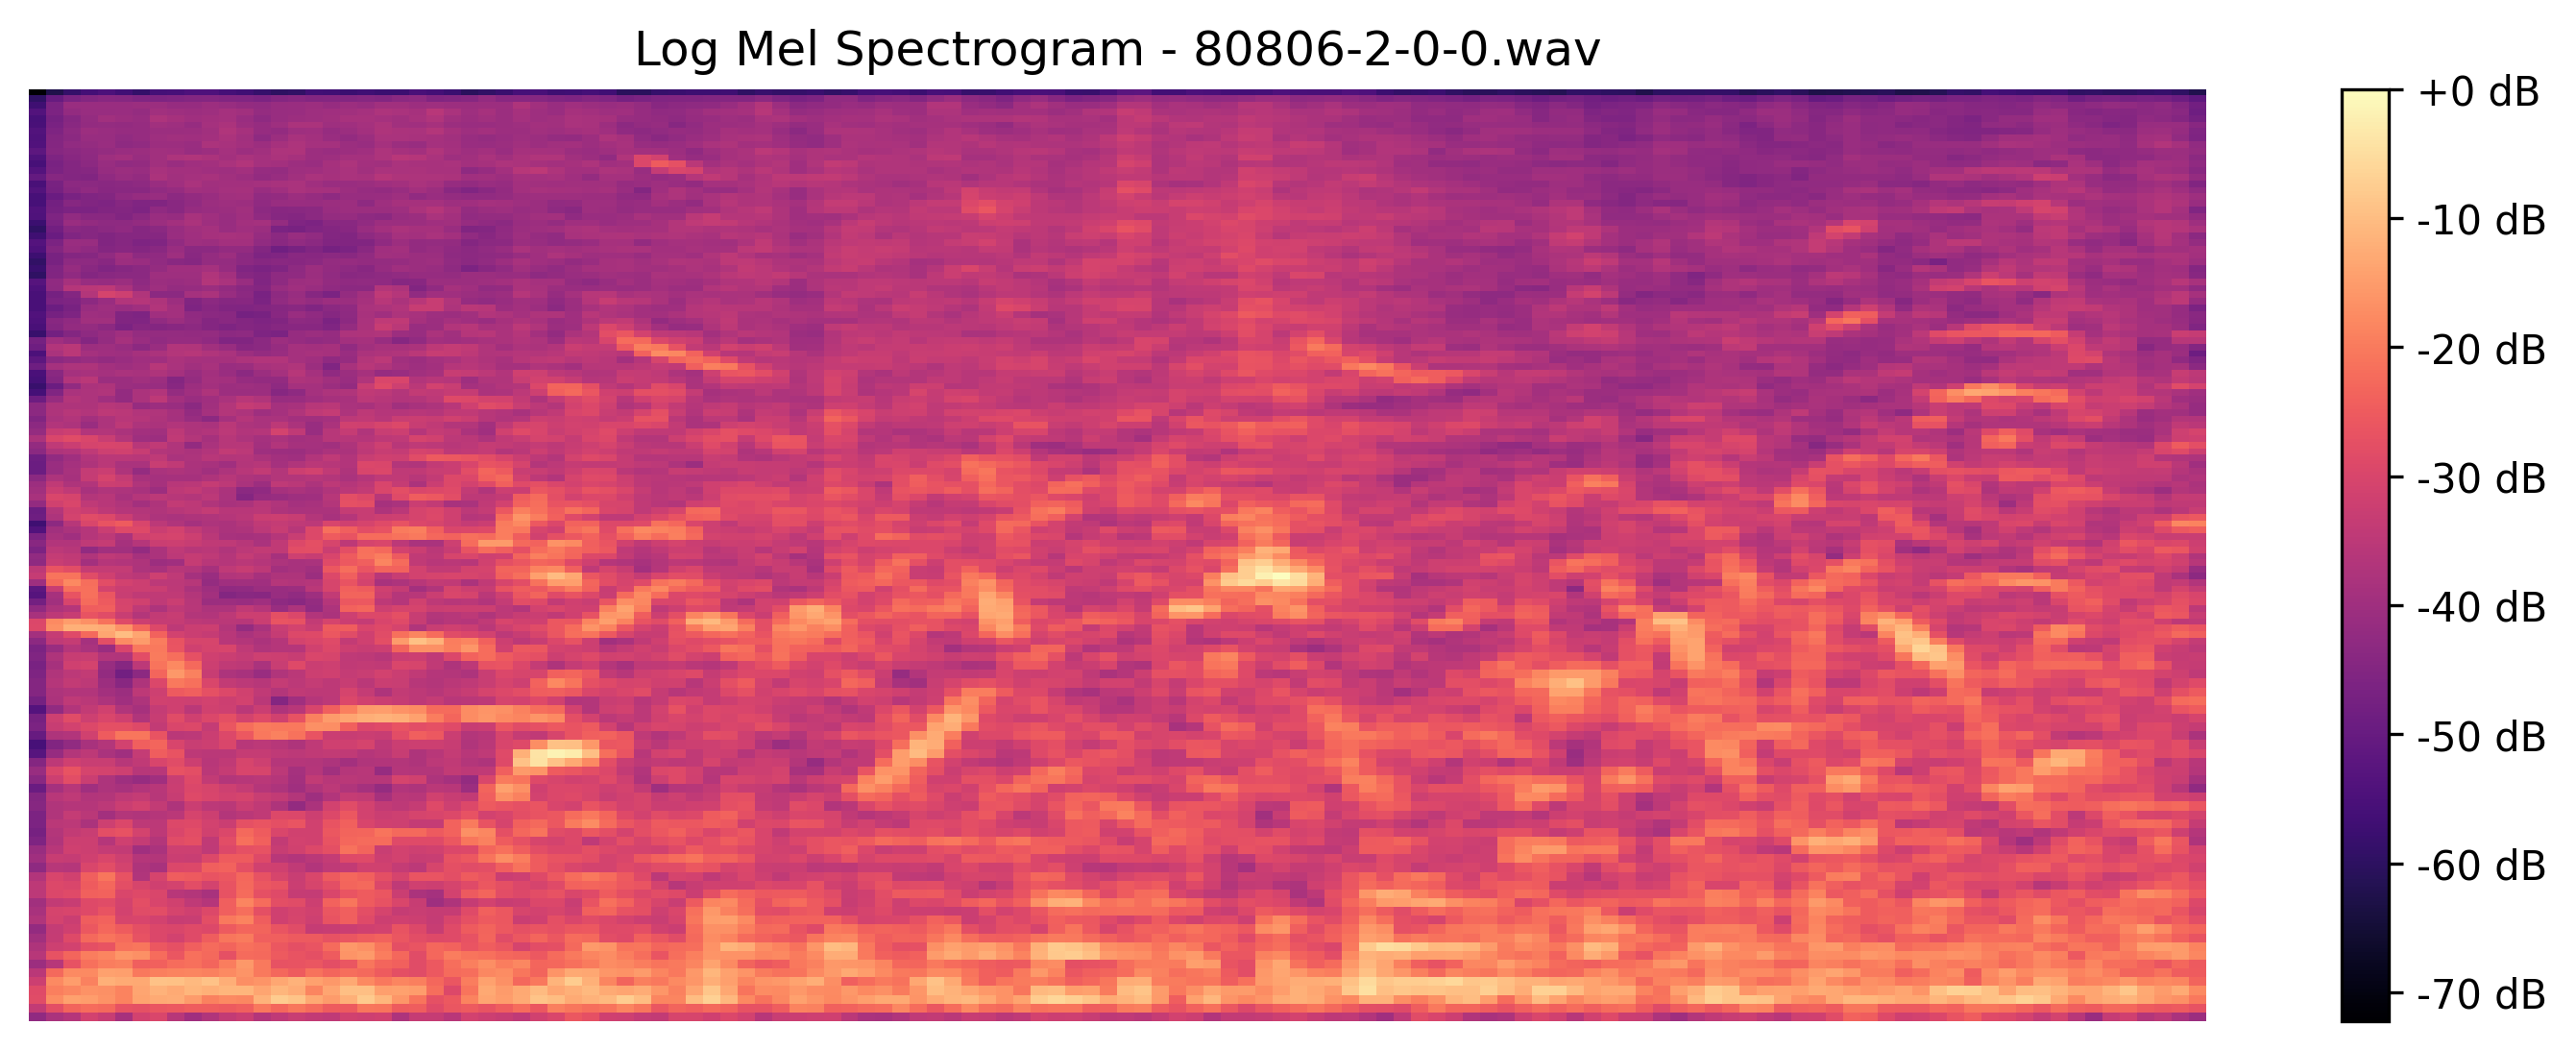 Log Mel Spectrogram - 80806-2-0-0.wav
+0 dB
-10 dB
-20 dB
-30 dB
-40 dB
-50 dB
-60 dB
-70 dB